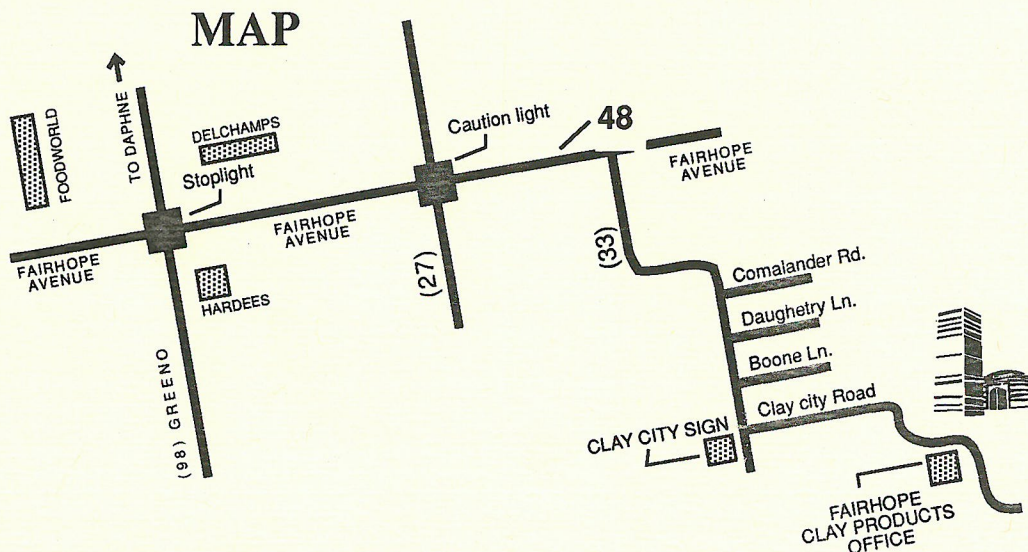 MAP
TO DAPHNE
FOODWORLD
DELCHAMPS
Stoplight
Caution light
48
FAIRHOPE
AVENUE
FAIRHOPE
AVENUE
FAIRHOPE
AVENUE
HARDEES
(27)
(33)
(98) GREENO
Comalander Rd.
Daughetry Ln.
Boone Ln.
Clay city Road
CLAY CITY SIGN
FAIRHOPE
CLAY PRODUCTS
OFFICE